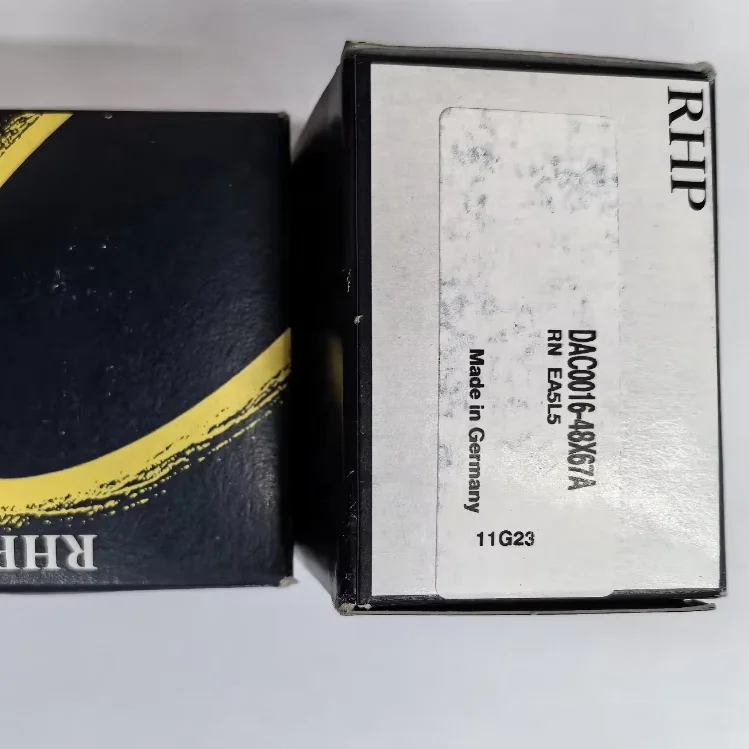 RHP
DAC0016-48X67A
RN EA5L5
Made in Germany
11G23
RHP